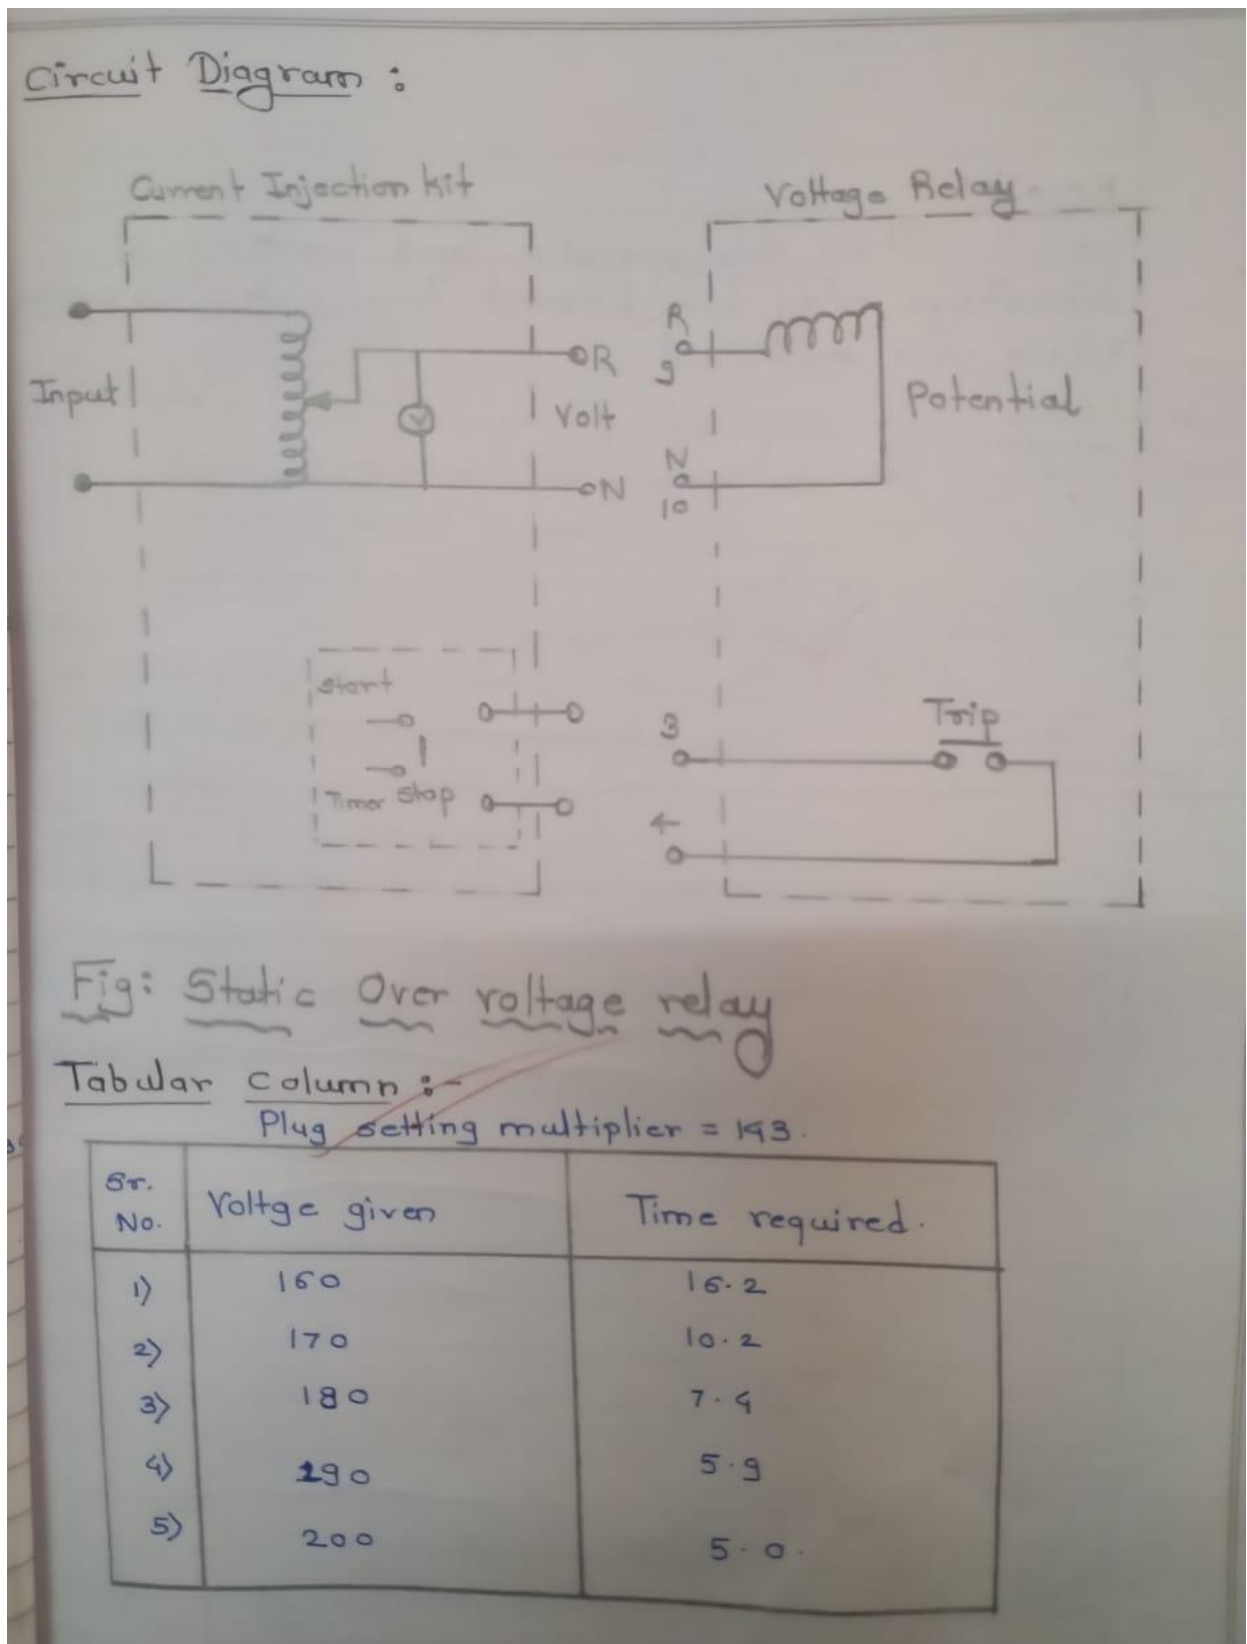 Circuit Diagram :
Current Injection kit
Voltage Relay
Input
R
Volt
N
R
9
N
10
Potential
V
Start
Timer Stop
3
4
Trip
Fig: Static Over voltage relay
Tabular Column :-
Plug setting multiplier = 143.
Sr. No. Voltge given Time required.
1) 160 16.2
2) 170 10.2
3) 180 7.4
4) 190 5.9
5) 200 5.0.